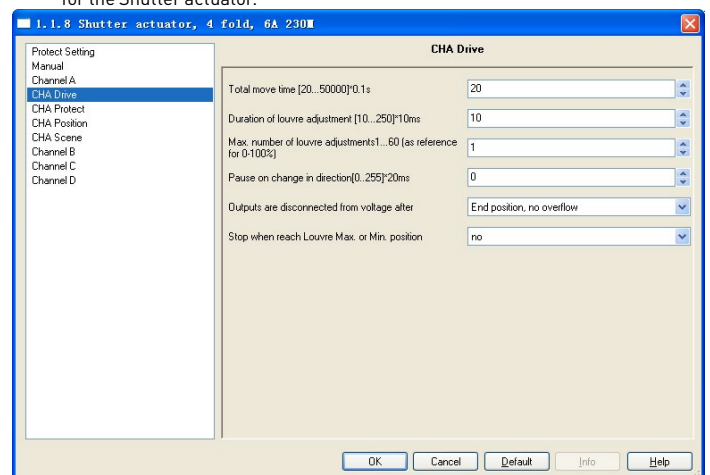 for the Shutter actuator.
1.1.8 Shutter actuator, 4 fold, 6A 230
Protect Setting
Manual
Channel A
CHA Drive
CHA Protect
CHA Position
CHA Scene
Channel B
Channel C
Channel D
CHA Drive
Total move time [20...50000]*0.1s
20
Duration of louvre adjustment [10...250]*10ms
10
Max. number of louvre adjustments1...60 (as reference
for 0-100%)
1
Pause on change in direction[0..255]*20ms
0
Outputs are disconnected from voltage after
End position, no overflow
Stop when reach Louvre Max. or Min. position
no
OK
Cancel
Default
Info
Help